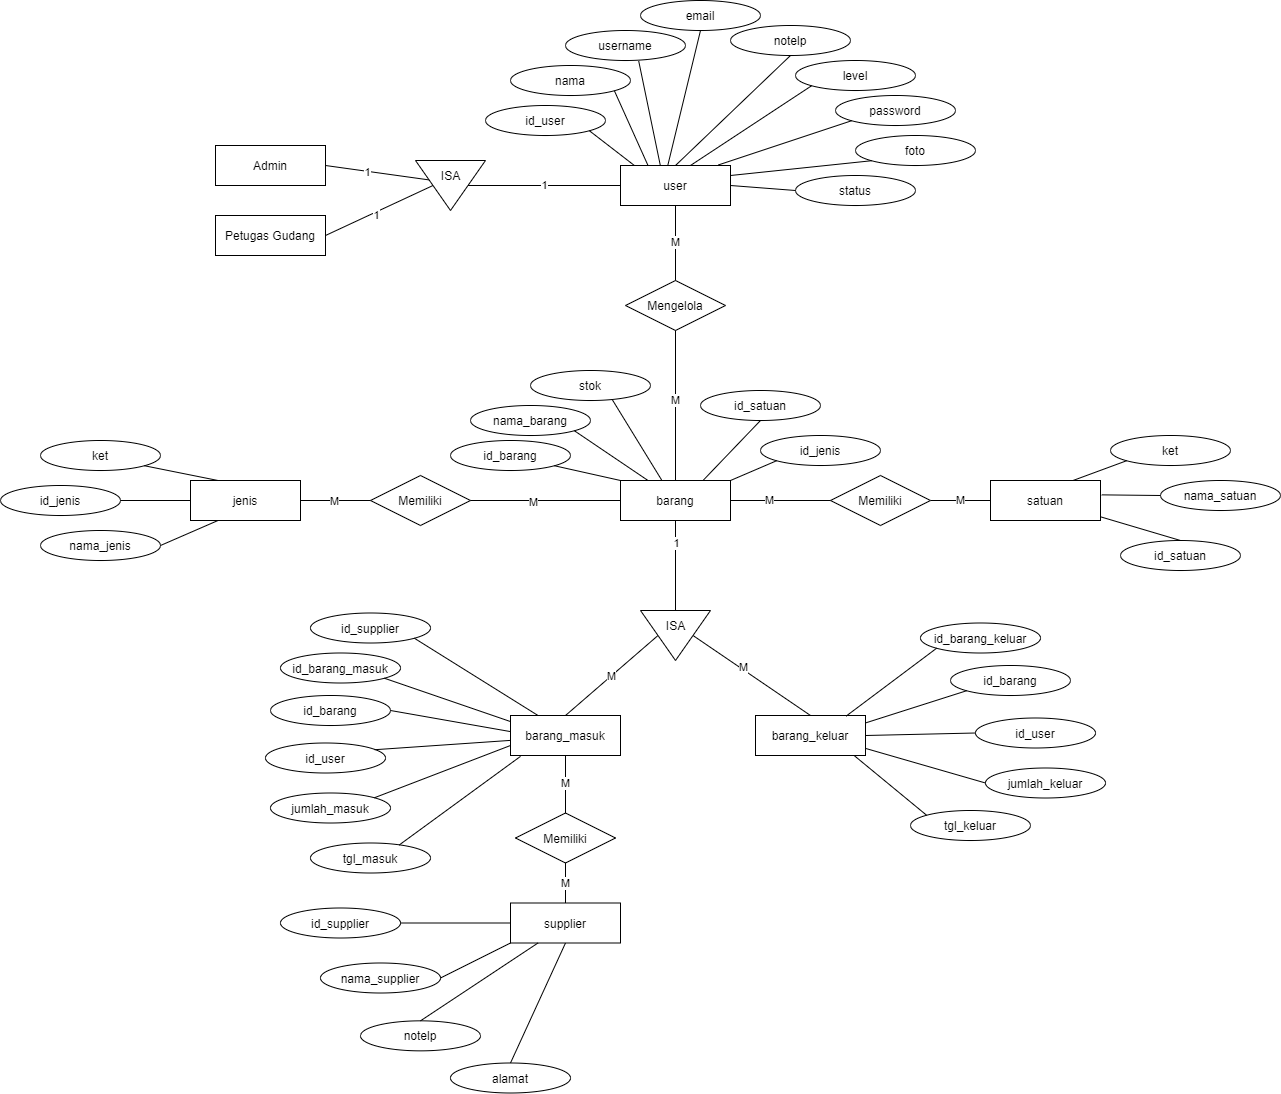 email
notelp
username
level
nama
password
id_user
foto
Admin
ISA
1
1
user
status
1
Petugas Gudang
M
Mengelola
stok
M
id_satuan
nama_barang
id_barang
id_jenis
ket
ket
id_jenis
jenis
M
Memiliki
M
barang
M
Memiliki
M
satuan
nama_satuan
nama_jenis
1
id_satuan
ISA
id_supplier
id_barang_keluar
id_barang_masuk
M
M
id_barang
id_barang
barang_masuk
barang_keluar
id_user
id_user
M
jumlah_masuk
jumlah_keluar
Memiliki
tgl_keluar
tgl_masuk
M
id_supplier
supplier
nama_supplier
notelp
alamat